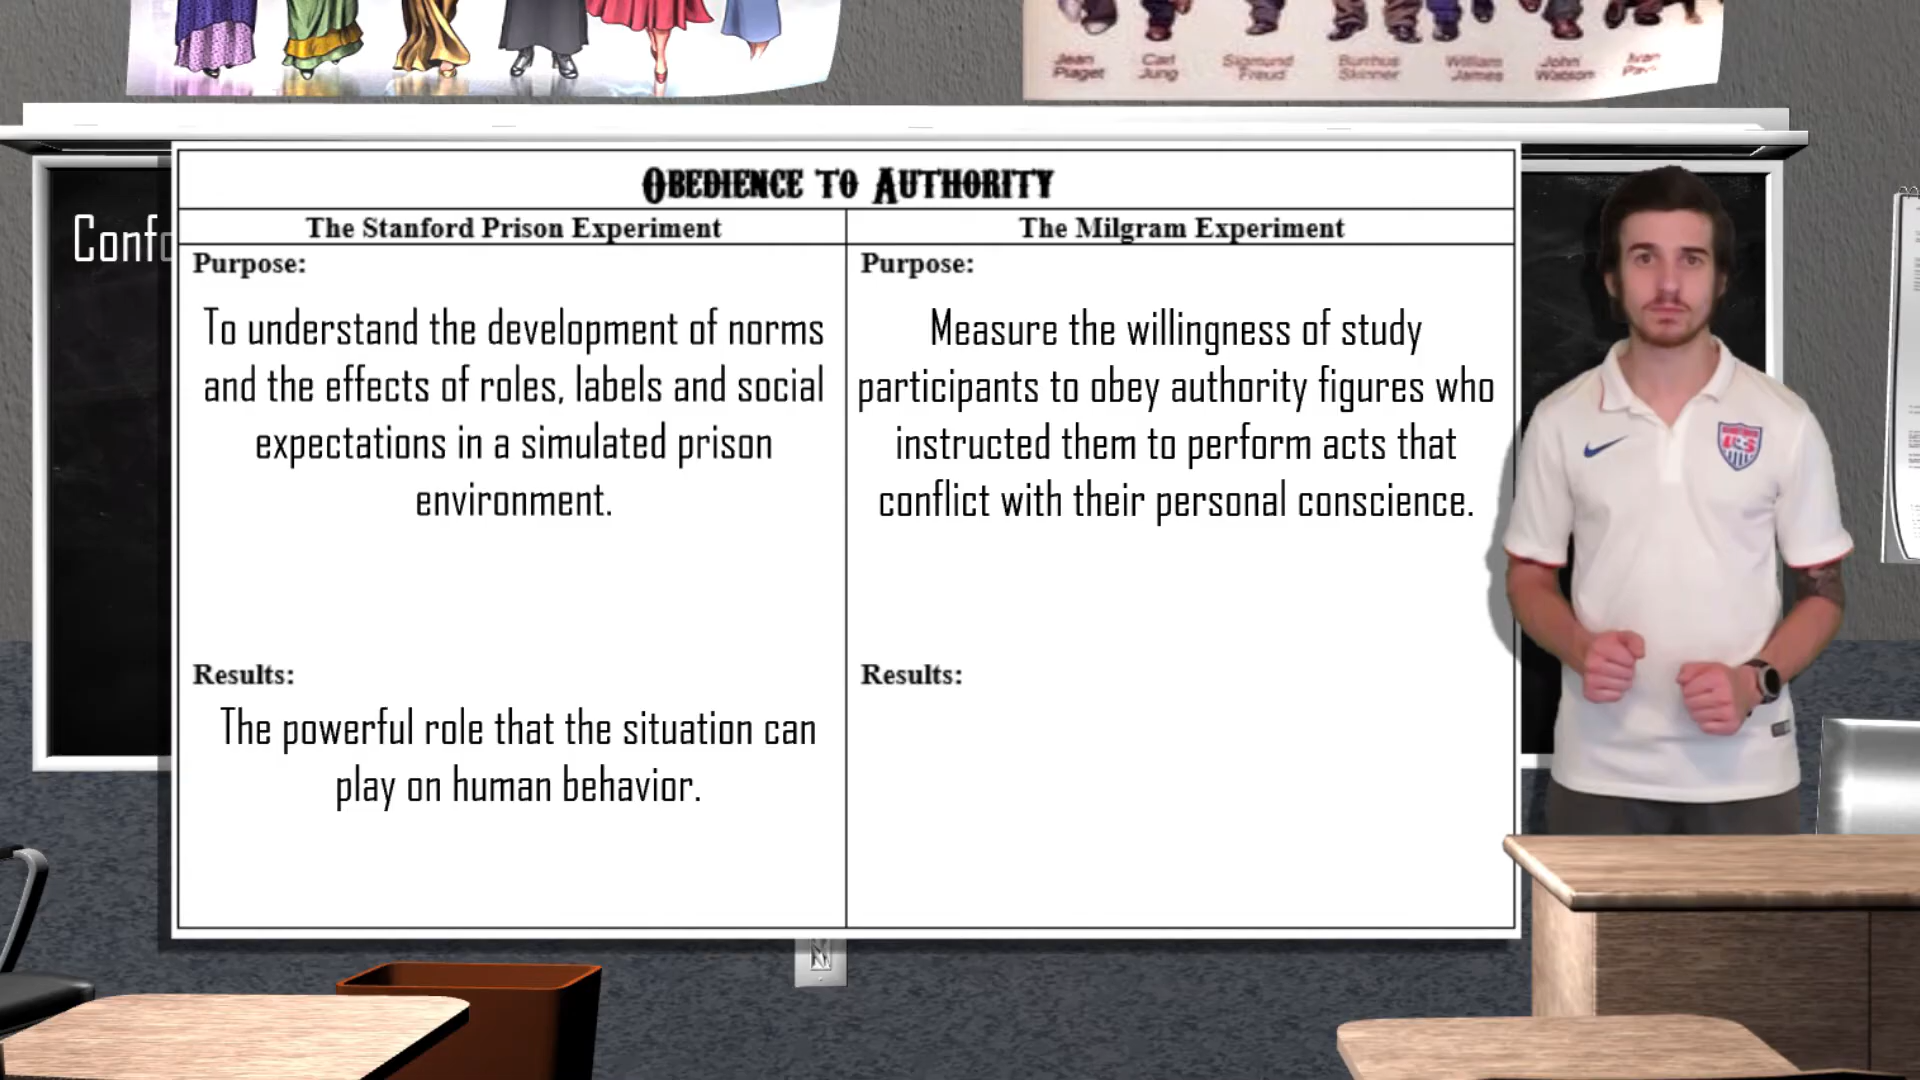 Jean Carl Sigmund Burrhus William John Ivan
Piaget Jung Freud Skinner James Watson
OBEDIENCE TO AUTHORITY
Conf
The Stanford Prison Experiment
The Milgram Experiment
Purpose:
To understand the development of norms
and the effects of roles, labels and social
expectations in a simulated prison
environment.
Purpose:
Measure the willingness of study
participants to obey authority figures who
instructed them to perform acts that
conflict with their personal conscience.
Results:
The powerful role that the situation can
play on human behavior.
Results: